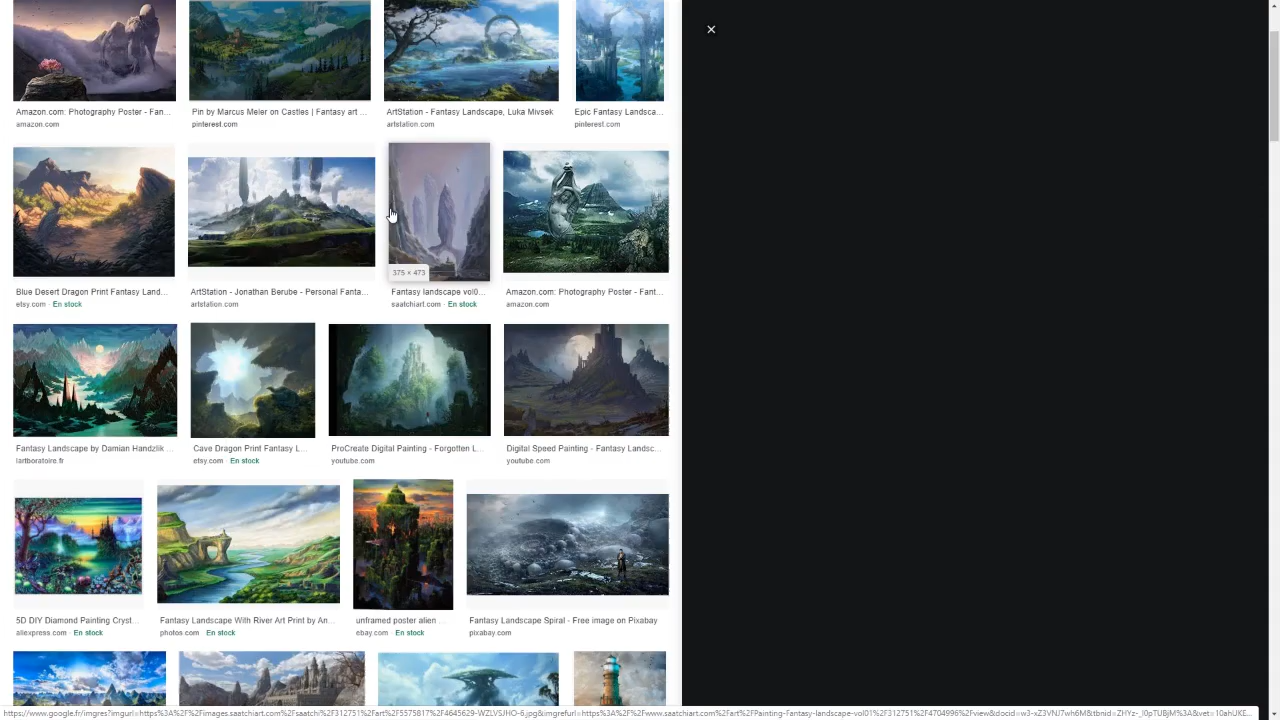 Amazon.com: Photography Poster - Fan...
amazon.com
Pin by Marcus Meier on Castles | Fantasy art ...
pinterest.com
ArtStation - Fantasy Landscape, Luka Mivsek
artstation.com
Epic Fantasy Landsca...
pinterest.com
375 × 473
Blue Desert Dragon Print Fantasy Land...
etsy.com · En stock
ArtStation - Jonathan Berube - Personal Fanta...
artstation.com
Fantasy landscape vol0...
saatchiart.com · En stock
Amazon.com: Photography Poster - Fant...
amazon.com
Fantasy Landscape by Damian Handzlik ...
lartboratoire.fr
Cave Dragon Print Fantasy L...
etsy.com · En stock
ProCreate Digital Painting - Forgotten L...
youtube.com
Digital Speed Painting - Fantasy Landsc...
youtube.com
5D DIY Diamond Painting Cryst...
aliexpress.com · En stock
Fantasy Landscape With River Art Print by An...
photos.com · En stock
unframed poster alien ...
ebay.com · En stock
Fantasy Landscape Spiral - Free image on Pixabay
pixabay.com